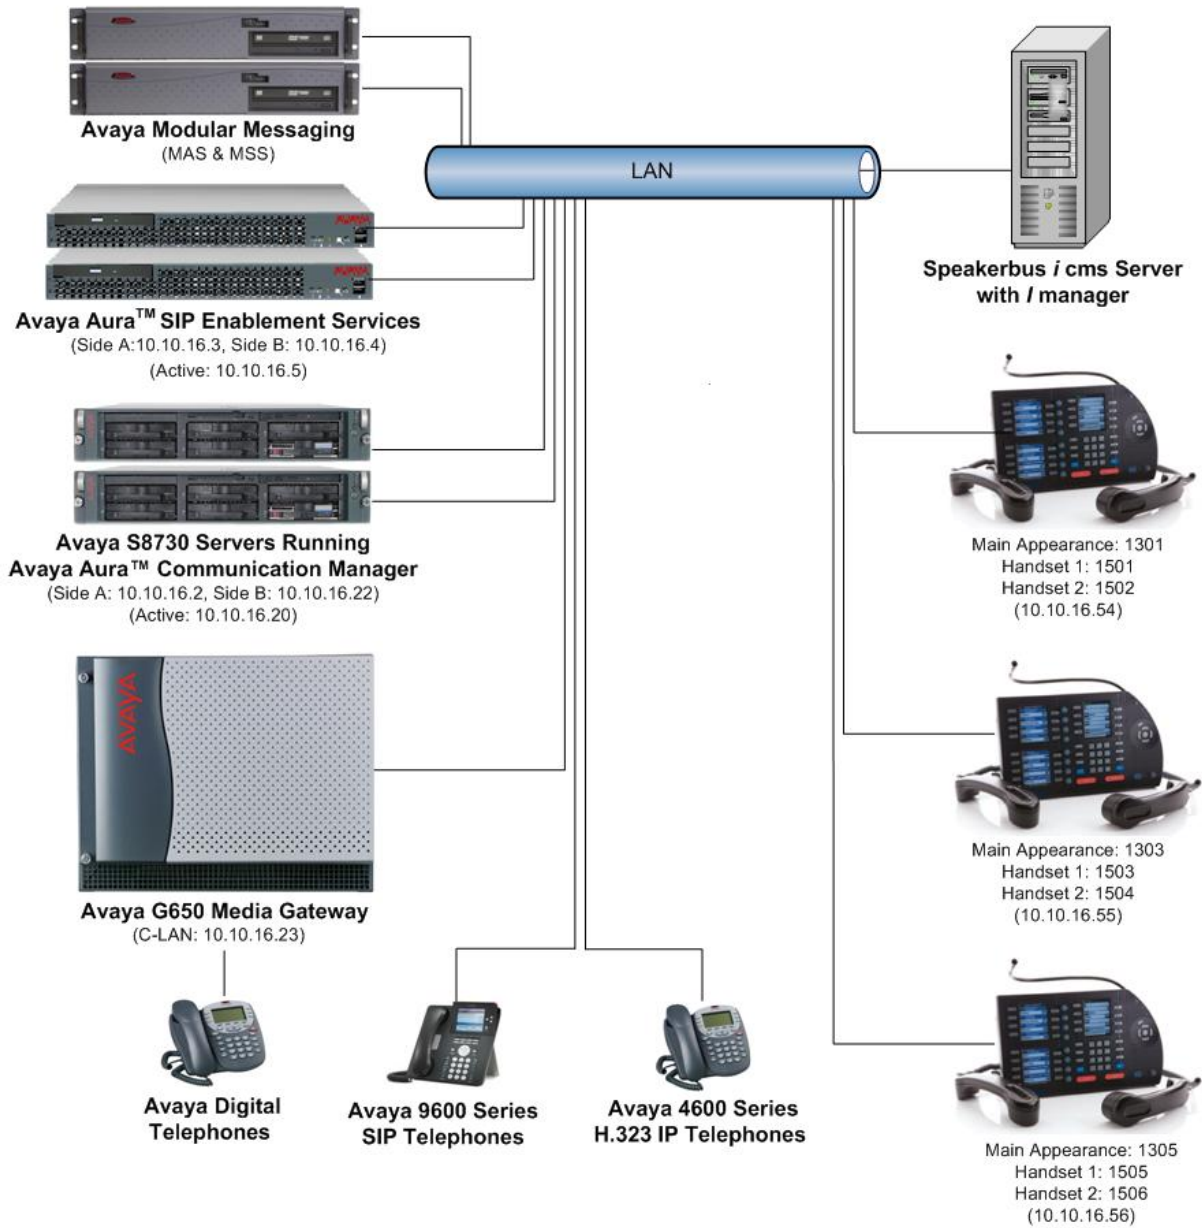 Avaya Modular Messaging
(MAS & MSS)
LAN
Speakerbus i cms Server
with I manager
AVAYA
AVAYA
Avaya Aura™ SIP Enablement Services
(Side A:10.10.16.3, Side B: 10.10.16.4)
(Active: 10.10.16.5)
Avaya S8730 Servers Running
Avaya Aura™ Communication Manager
(Side A: 10.10.16.2, Side B: 10.10.16.22)
(Active: 10.10.16.20)
Main Appearance: 1301
Handset 1: 1501
Handset 2: 1502
(10.10.16.54)
AVAYA
Avaya G650 Media Gateway
(C-LAN: 10.10.16.23)
Main Appearance: 1303
Handset 1: 1503
Handset 2: 1504
(10.10.16.55)
Avaya Digital
Telephones
Avaya 9600 Series
SIP Telephones
Avaya 4600 Series
H.323 IP Telephones
Main Appearance: 1305
Handset 1: 1505
Handset 2: 1506
(10.10.16.56)